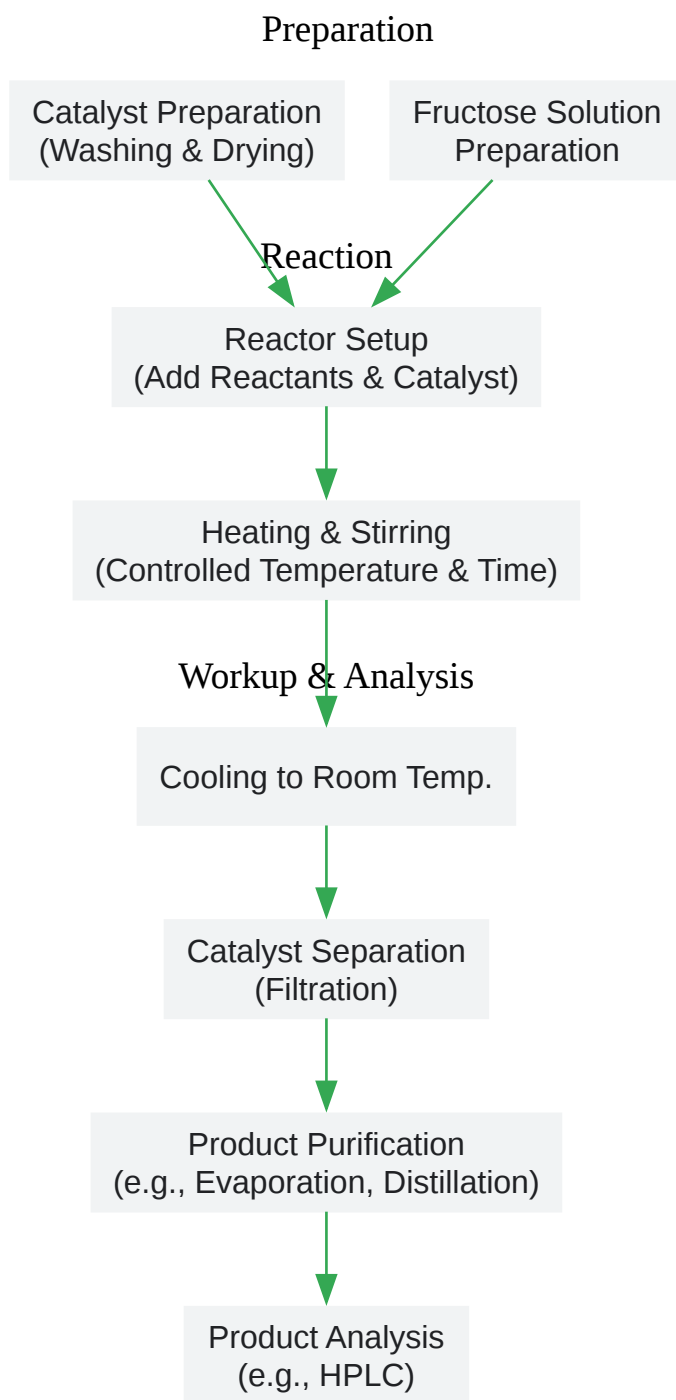 Preparation
Catalyst Preparation
(Washing & Drying)
Fructose Solution
Preparation
Reaction
Reactor Setup
(Add Reactants & Catalyst)
Heating & Stirring
(Controlled Temperature & Time)
Workup & Analysis
Cooling to Room Temp.
Catalyst Separation
(Filtration)
Product Purification
(e.g., Evaporation, Distillation)
Product Analysis
(e.g., HPLC)